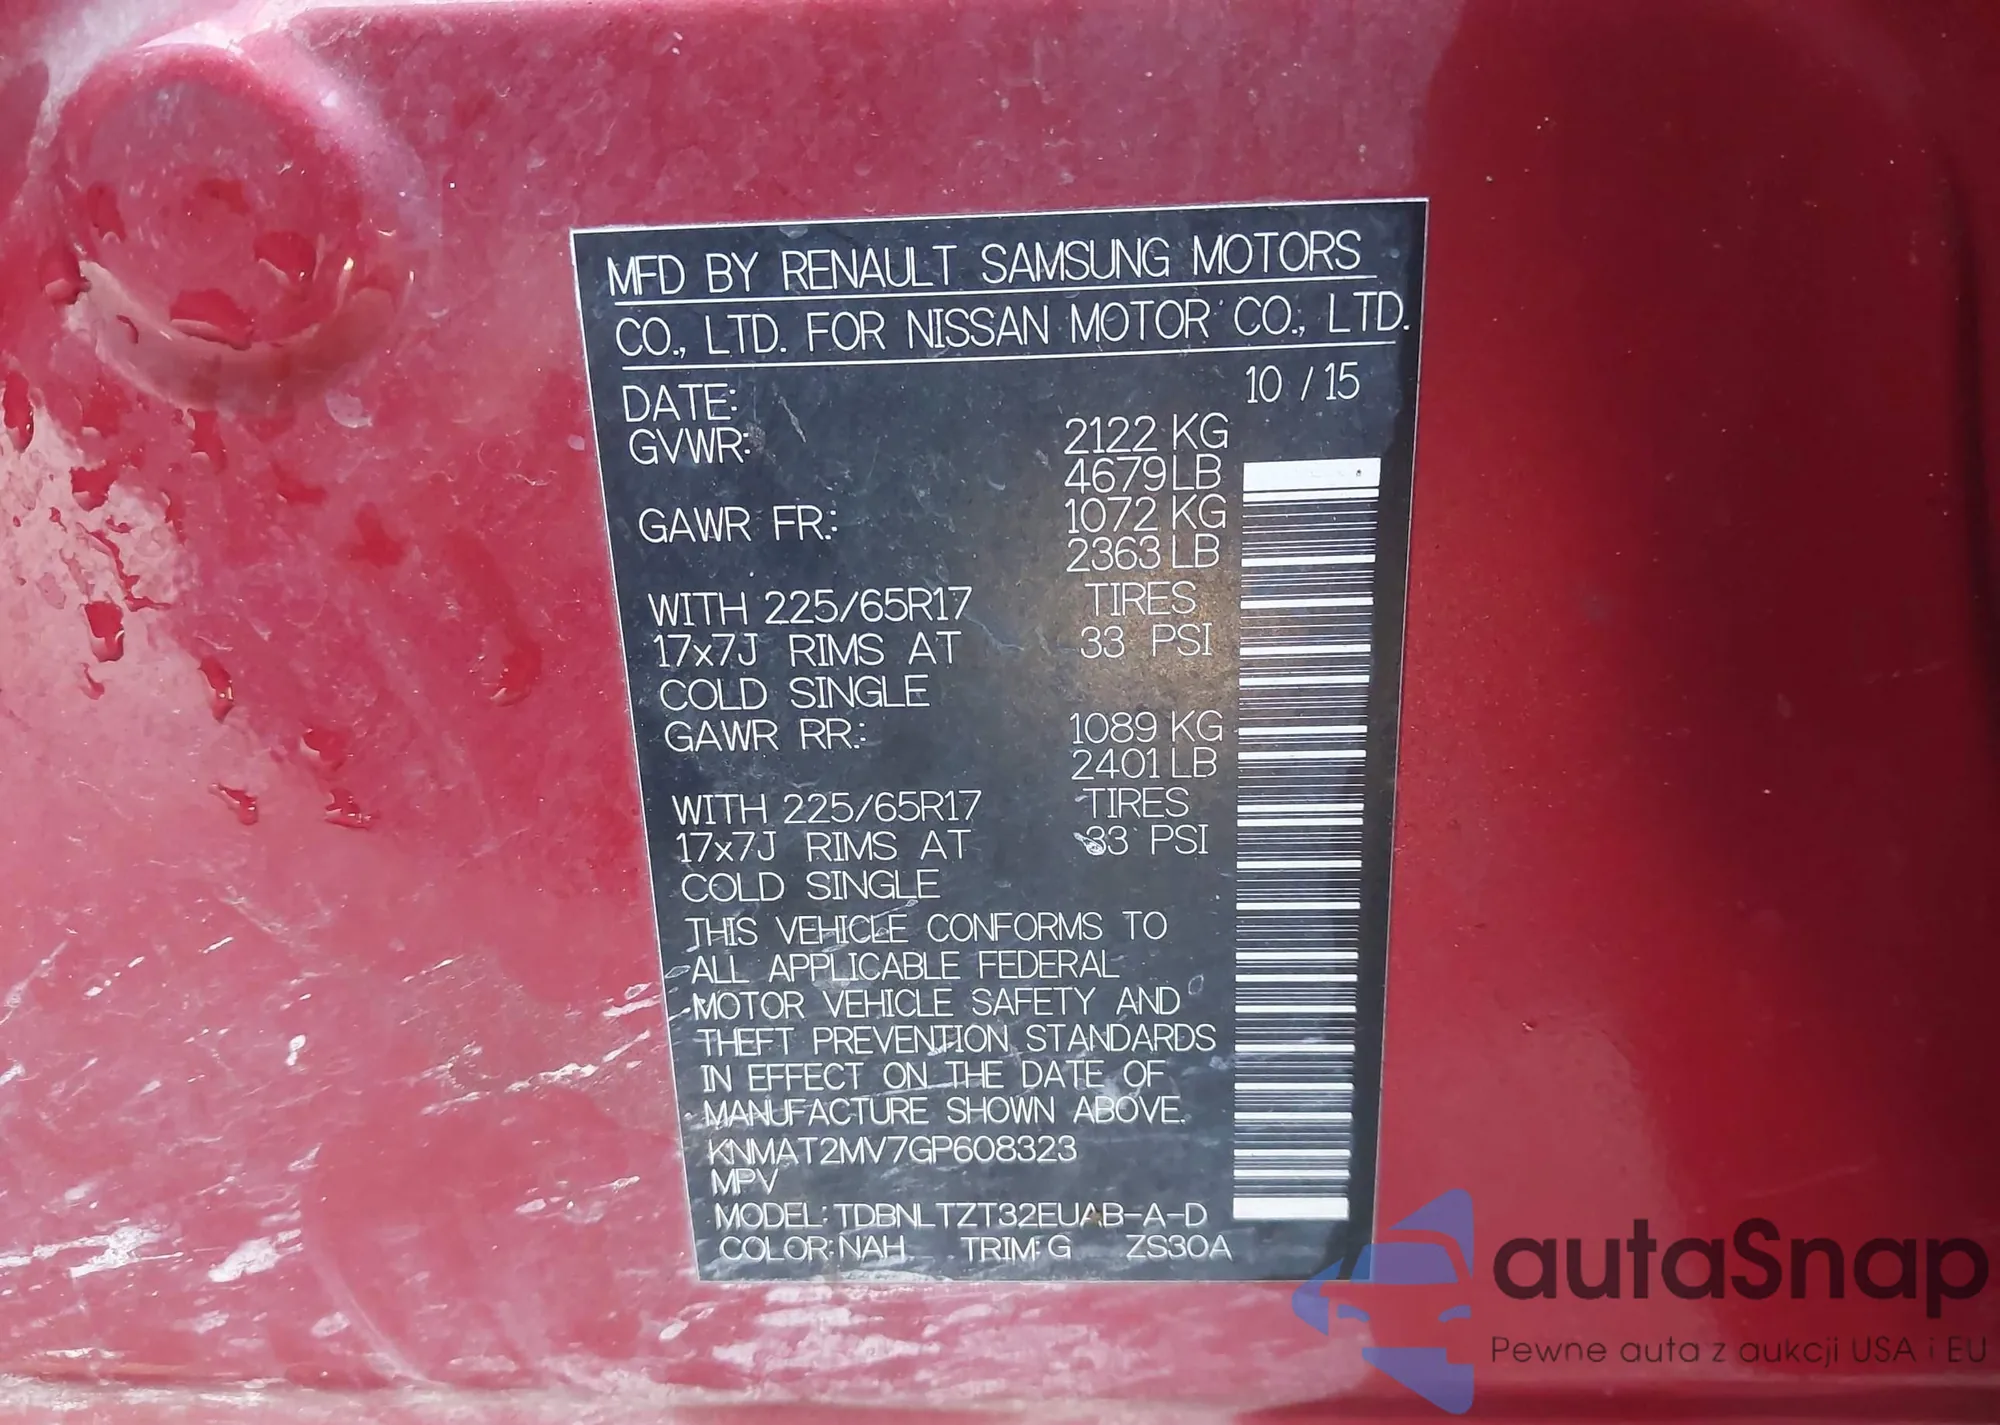 MFD BY RENAULT SAMSUNG MOTORS
CO., LTD. FOR NISSAN MOTOR CO., LTD.
DATE: 10 / 15
GVWR: 2122 KG
4679 LB
GAWR FR.: 1072 KG
2363 LB
WITH 225/65R17 TIRES
17x7J RIMS AT 33 PSI
COLD SINGLE
GAWR RR.: 1089 KG
2401 LB
WITH 225/65R17 TIRES
17x7J RIMS AT 33 PSI
COLD SINGLE
THIS VEHICLE CONFORMS TO
ALL APPLICABLE FEDERAL
MOTOR VEHICLE SAFETY AND
THEFT PREVENTION STANDARDS
IN EFFECT ON THE DATE OF
MANUFACTURE SHOWN ABOVE.
KNMAT2MV7GP608323
MPV
MODEL: TDBNLTZT32EUAB-A-D
COLOR: NAH TRIM: G ZS30A
autaSnap
Pewne auta z aukcji USA i EU